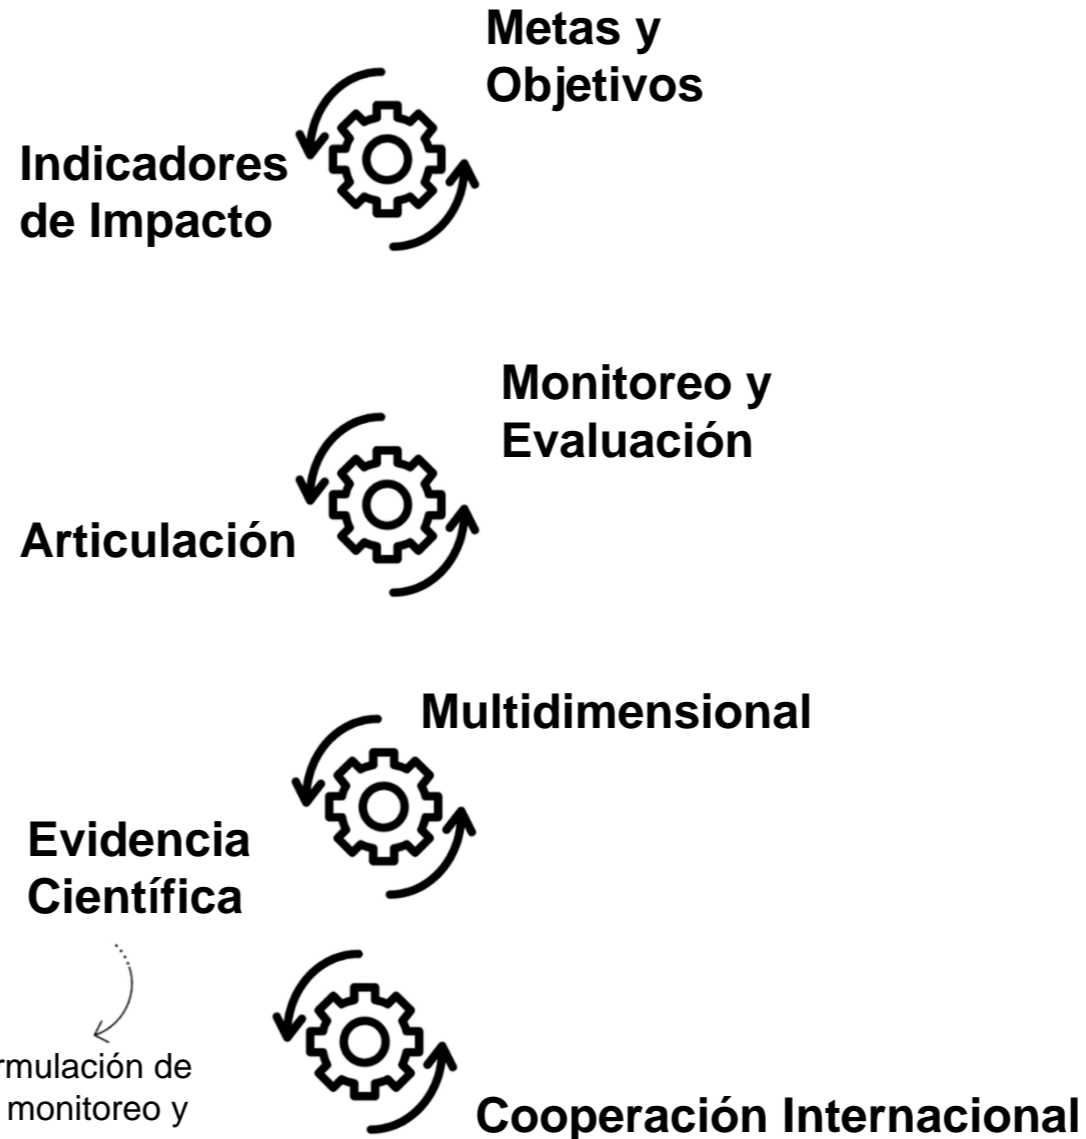 Metas y
Objetivos
Indicadores
de Impacto
Monitoreo y
Evaluación
Articulación
Multidimensional
Evidencia
Científica
rmulación de
monitoreo y
Cooperación Internacional